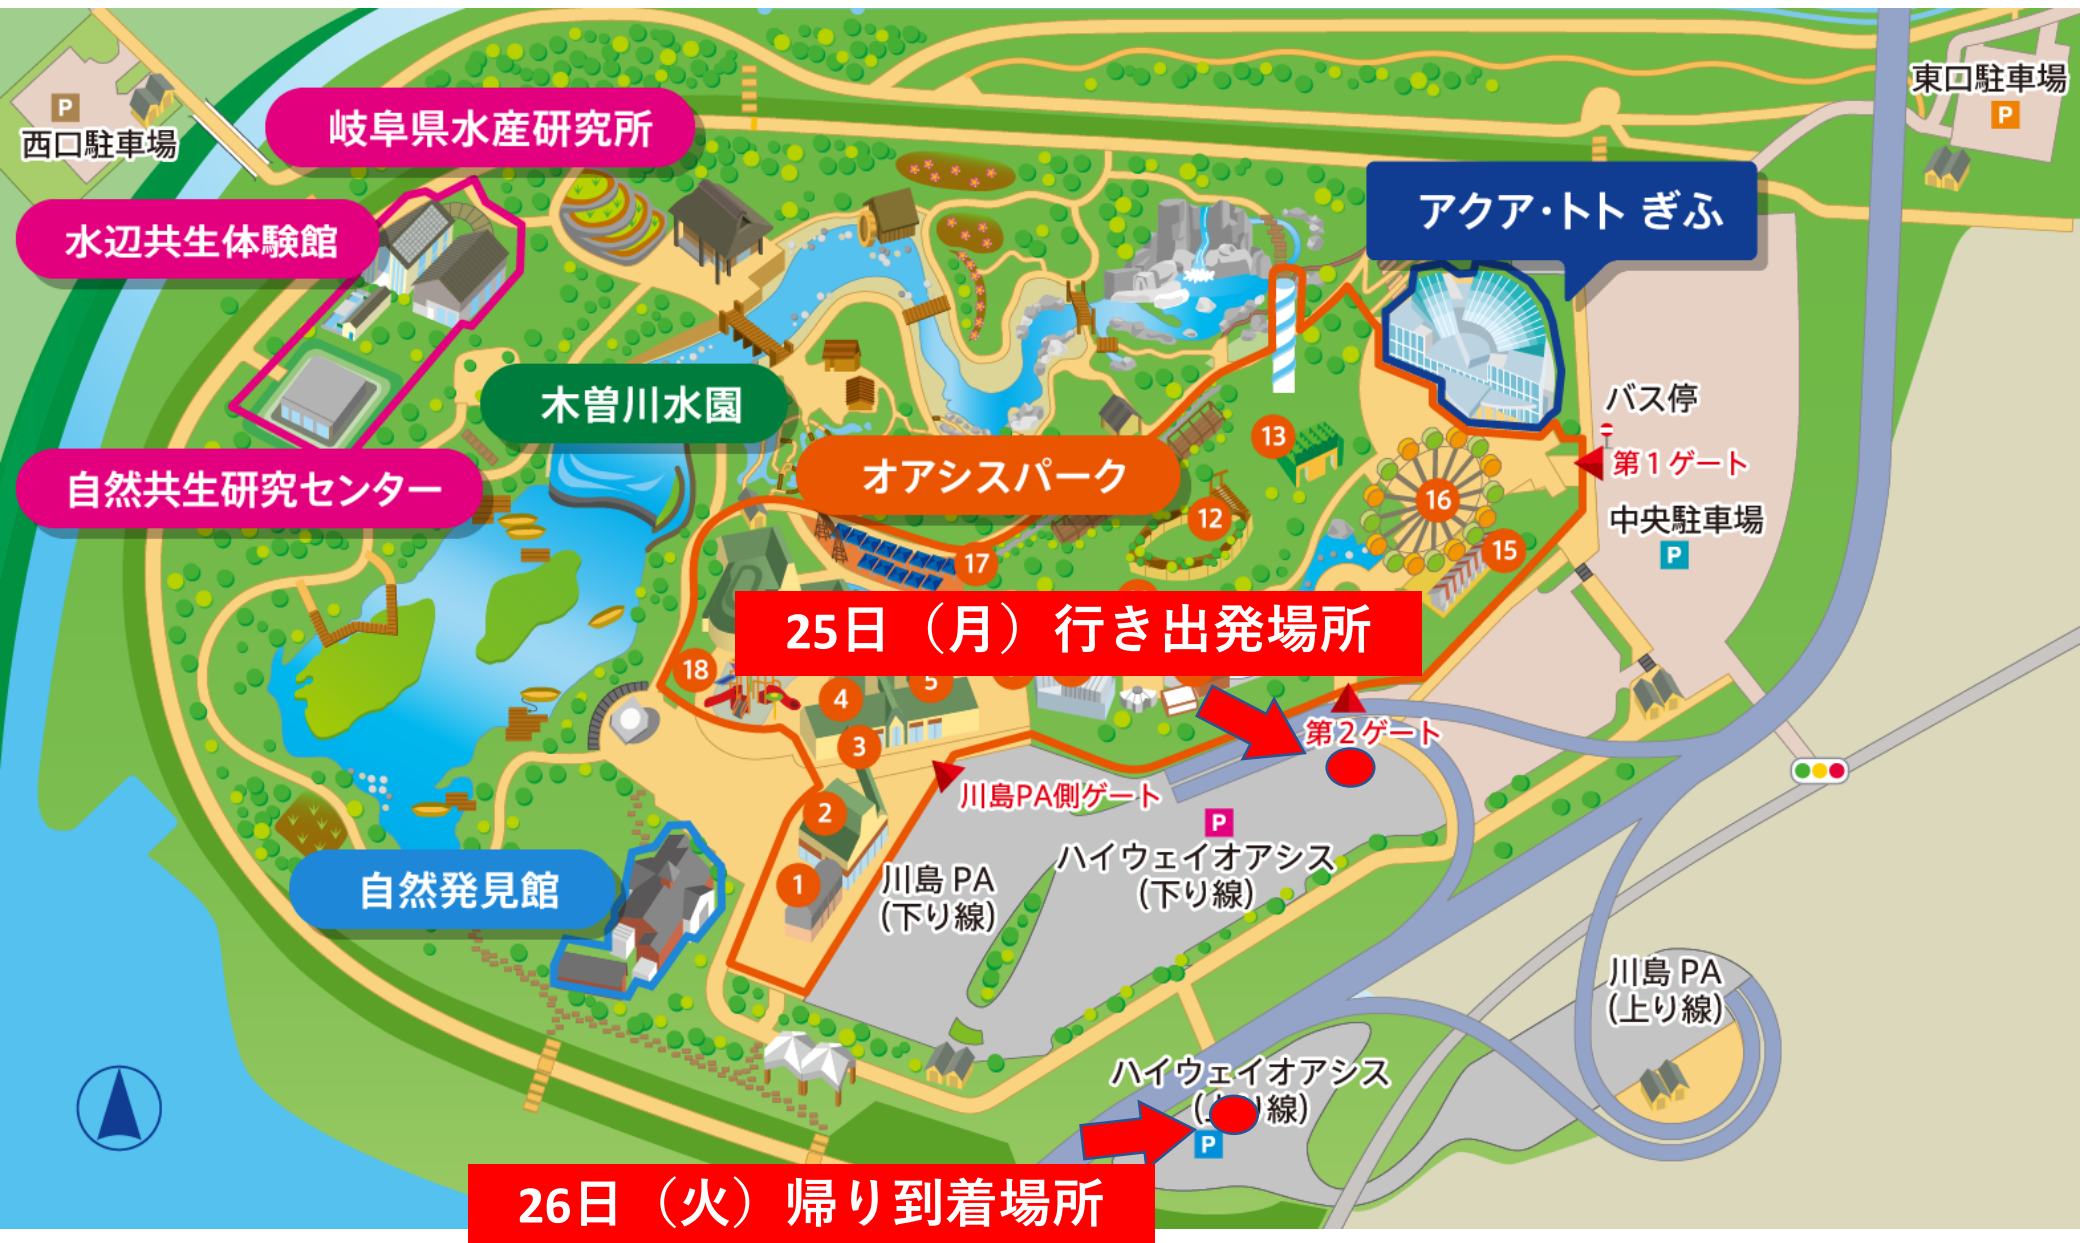 P
西口駐車場
岐阜県水産研究所
水辺共生体験館
自然共生研究センター
木曽川水園
オアシスパーク
アクア・トト ぎふ
東口駐車場
P
バス停
第1ゲート
中央駐車場
P
13
12
16
15
17
25日（月）行き出発場所
18
4
5
3
2
1
第2ゲート
川島PA側ゲート
P
ハイウェイオアシス
(下り線)
川島 PA
(下り線)
自然発見館
川島 PA
(上り線)
ハイウェイオアシス
線)
P
26日（火）帰り到着場所